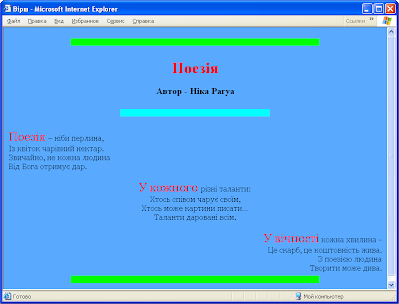 Вірш - Microsoft Internet Explorer
Файл Правка Вид Избранное Сервис Справка
Ссылки »
Поезія
Автор - Ніка Рагуа
Поезія – ніби перлина,
Із квіток чарівний нектар.
Звичайно, не кожна людина
Від Бога отримує дар.
У кожного різні таланти:
Хтось співом чарує своїм,
Хтось може картини писати...
Таланти даровані всім.
У вічності кожна хвилина –
Це скарб, це коштовність жива.
З поезією людина
Творити може дива.
Готово
Мой компьютер